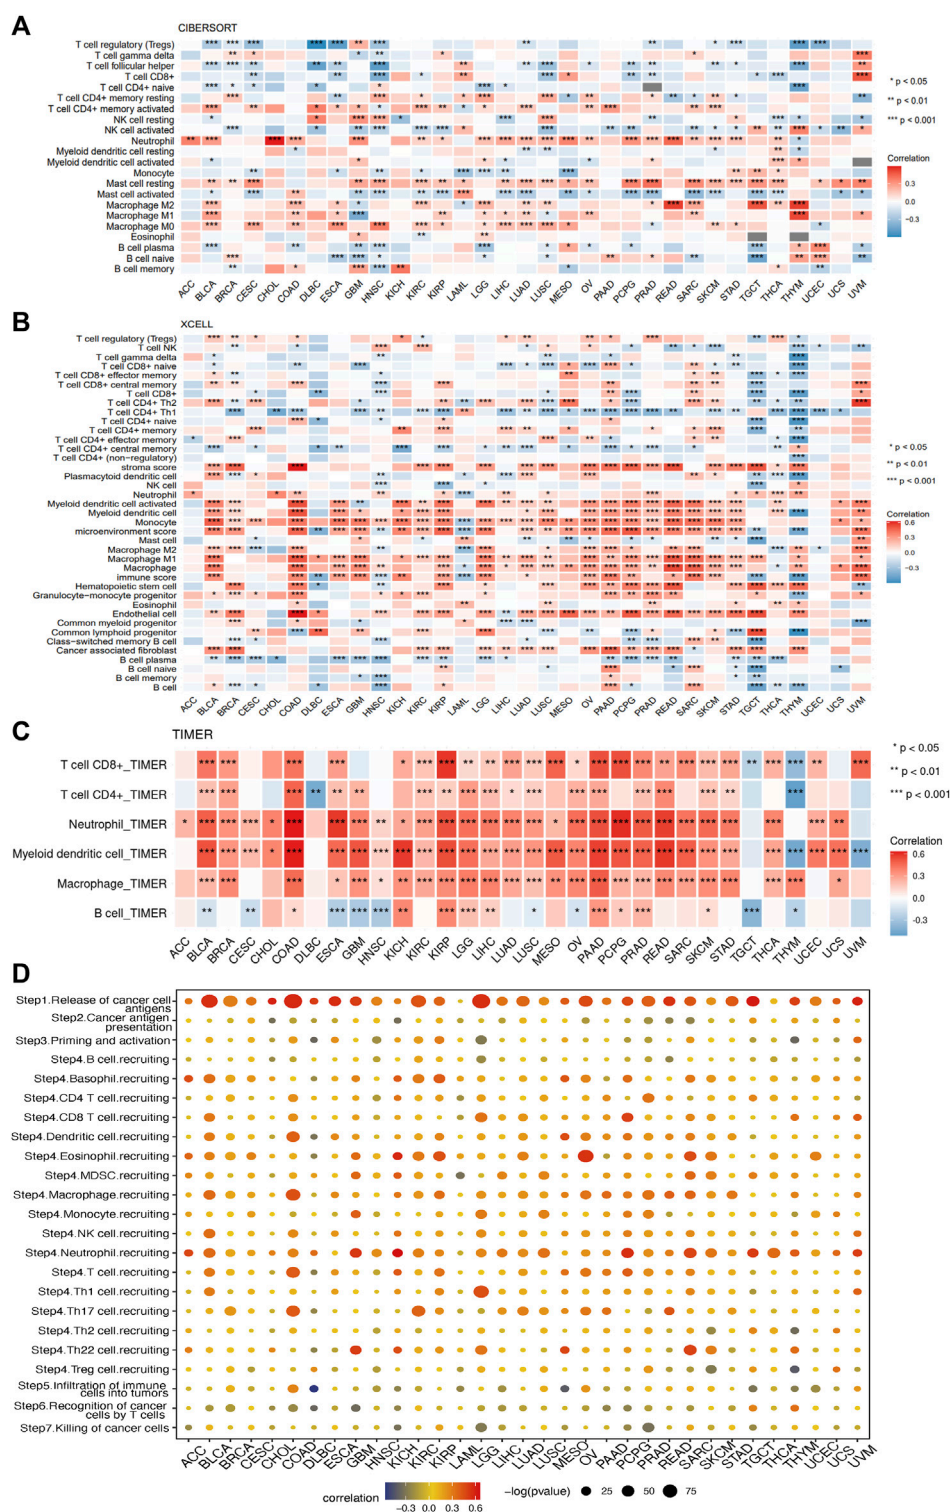 A
CIBERSORT
T cell regulatory (Tregs)
T cell gamma delta
T cell follicular helper
T cell CD8+
T cell CD4+ naive
T cell CD4+ memory resting
T cell CD4+ memory activated
NK cell resting
NK cell activated
Neutrophil
Myeloid dendritic cell resting
Myeloid dendritic cell activated
Monocyte
Mast cell resting
Mast cell activated
Macrophage M2
Macrophage M1
Macrophage M0
Eosinophil
B cell plasma
B cell naive
B cell memory
ACC BLCA BRCA CESC CHOL COAD DLBC ESCA GBM HNSC KICH KIRC KIRP LAML LGG LIHC LUAD LUSC MESO OV PAAD PCPG PRAD READ SARC SKCM STAD TGCT THCA THYM UCEC UCS UVM
* p < 0.05
** p < 0.01
*** p < 0.001
Correlation
0.3
0.0
−0.3
B
XCELL
T cell regulatory (Tregs)
T cell NK
T cell gamma delta
T cell CD8+ naive
T cell CD8+ effector memory
T cell CD8+ central memory
T cell CD8+
T cell CD4+ Th2
T cell CD4+ Th1
T cell CD4+ naive
T cell CD4+ memory
T cell CD4+ effector memory
T cell CD4+ central memory
T cell CD4+ (non−regulatory)
stroma score
Plasmacytoid dendritic cell
NK cell
Neutrophil
Myeloid dendritic cell activated
Myeloid dendritic cell
Monocyte
microenvironment score
Mast cell
Macrophage M2
Macrophage M1
Macrophage
immune score
Hematopoietic stem cell
Granulocyte−monocyte progenitor
Eosinophil
Endothelial cell
Common myeloid progenitor
Common lymphoid progenitor
Class−switched memory B cell
Cancer associated fibroblast
B cell plasma
B cell naive
B cell memory
B cell
ACC BLCA BRCA CESC CHOL COAD DLBC ESCA GBM HNSC KICH KIRC KIRP LAML LGG LIHC LUAD LUSC MESO OV PAAD PCPG PRAD READ SARC SKCM STAD TGCT THCA THYM UCEC UCS UVM
* p < 0.05
** p < 0.01
*** p < 0.001
Correlation
0.6
0.3
0.0
−0.3
C
TIMER
T cell CD8+_TIMER
T cell CD4+_TIMER
Neutrophil_TIMER
Myeloid dendritic cell_TIMER
Macrophage_TIMER
B cell_TIMER
ACC BLCA BRCA CESC CHOL COAD DLBC ESCA GBM HNSC KICH KIRC KIRP LGG LIHC LUAD LUSC MESO OV PAAD PCPG PRAD READ SARC SKCM STAD TGCT THCA THYM UCEC UCS UVM
* p < 0.05
** p < 0.01
*** p < 0.001
Correlation
0.6
0.3
0.0
-0.3
D
Step1.Release of cancer cell
antigens
Step2.Cancer antigen
presentation
Step3.Priming and activation
Step4.B cell.recruiting
Step4.Basophil.recruiting
Step4.CD4 T cell.recruiting
Step4.CD8 T cell.recruiting
Step4.Dendritic cell.recruiting
Step4.Eosinophil.recruiting
Step4.MDSC.recruiting
Step4.Macrophage.recruiting
Step4.Monocyte.recruiting
Step4.NK cell.recruiting
Step4.Neutrophil.recruiting
Step4.T cell.recruiting
Step4.Th1 cell.recruiting
Step4.Th17 cell.recruiting
Step4.Th2 cell.recruiting
Step4.Th22 cell.recruiting
Step4.Treg cell.recruiting
Step5.Infiltration of immune
cells into tumors
Step6.Recognition of cancer
cells by T cells
Step7.Killing of cancer cells
ACC BLCA BRCA CESC CHOL COAD DLBC ESCA GBM HNSC KICH KIRC KIRP LAML LGG LIHC LUAD LUSC MESO OV PAAD PCPG PRAD READ SARC SKCM STAD TGCT THCA THYM UCEC UCS UVM
correlation
−0.3 0.0 0.3 0.6
−log(pvalue) 25 50 75